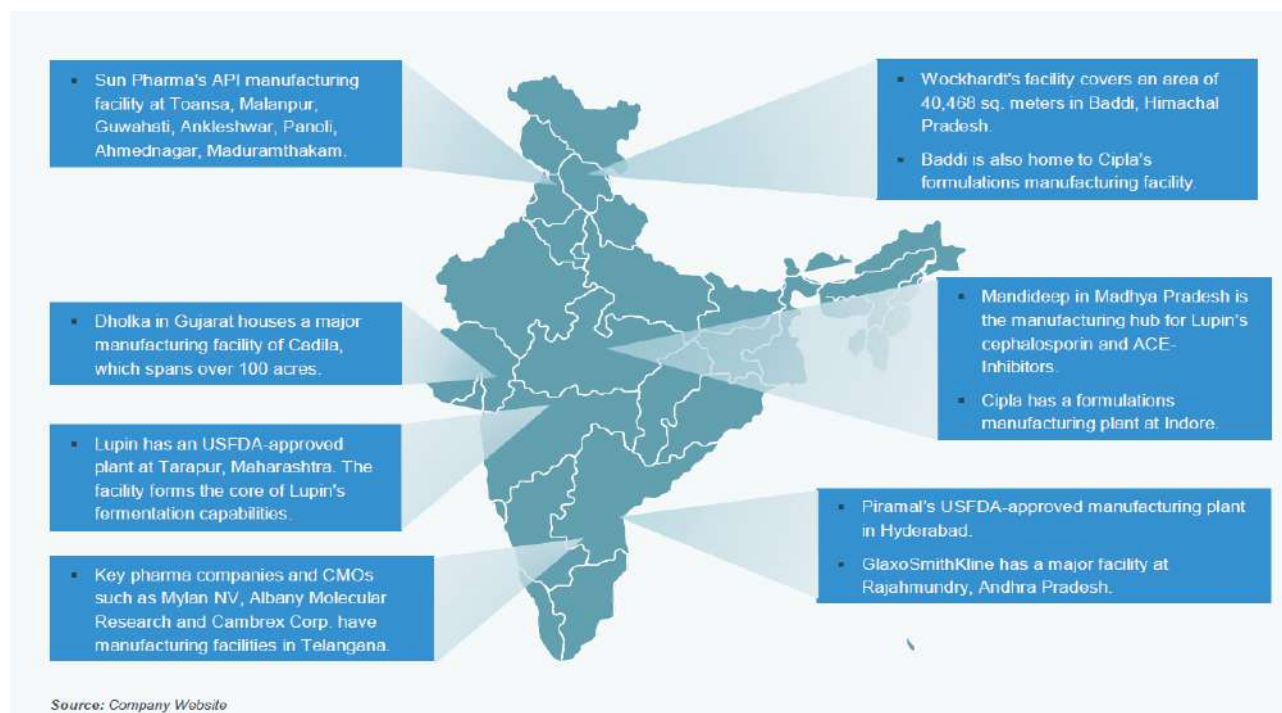 ▪ Sun Pharma's API manufacturing
facility at Toansa, Malanpur,
Guwahati, Ankleshwar, Panoli,
Ahmednagar, Maduramthakam.
▪ Wockhardt's facility covers an area of
40,468 sq. meters in Baddi, Himachal
Pradesh.
▪ Baddi is also home to Cipla's
formulations manufacturing facility.
▪ Dholka in Gujarat houses a major
manufacturing facility of Cadila,
which spans over 100 acres.
▪ Mandideep in Madhya Pradesh is
the manufacturing hub for Lupin's
cephalosporin and ACE-
Inhibitors.
▪ Cipla has a formulations
manufacturing plant at Indore.
▪ Lupin has an USFDA-approved
plant at Tarapur, Maharashtra. The
facility forms the core of Lupin's
fermentation capabilities.
▪ Piramal's USFDA-approved manufacturing plant
in Hyderabad.
▪ GlaxoSmithKline has a major facility at
Rajahmundry, Andhra Pradesh.
▪ Key pharma companies and CMOs
such as Mylan NV, Albany Molecular
Research and Cambrex Corp. have
manufacturing facilities in Telangana.
Source: Company Website